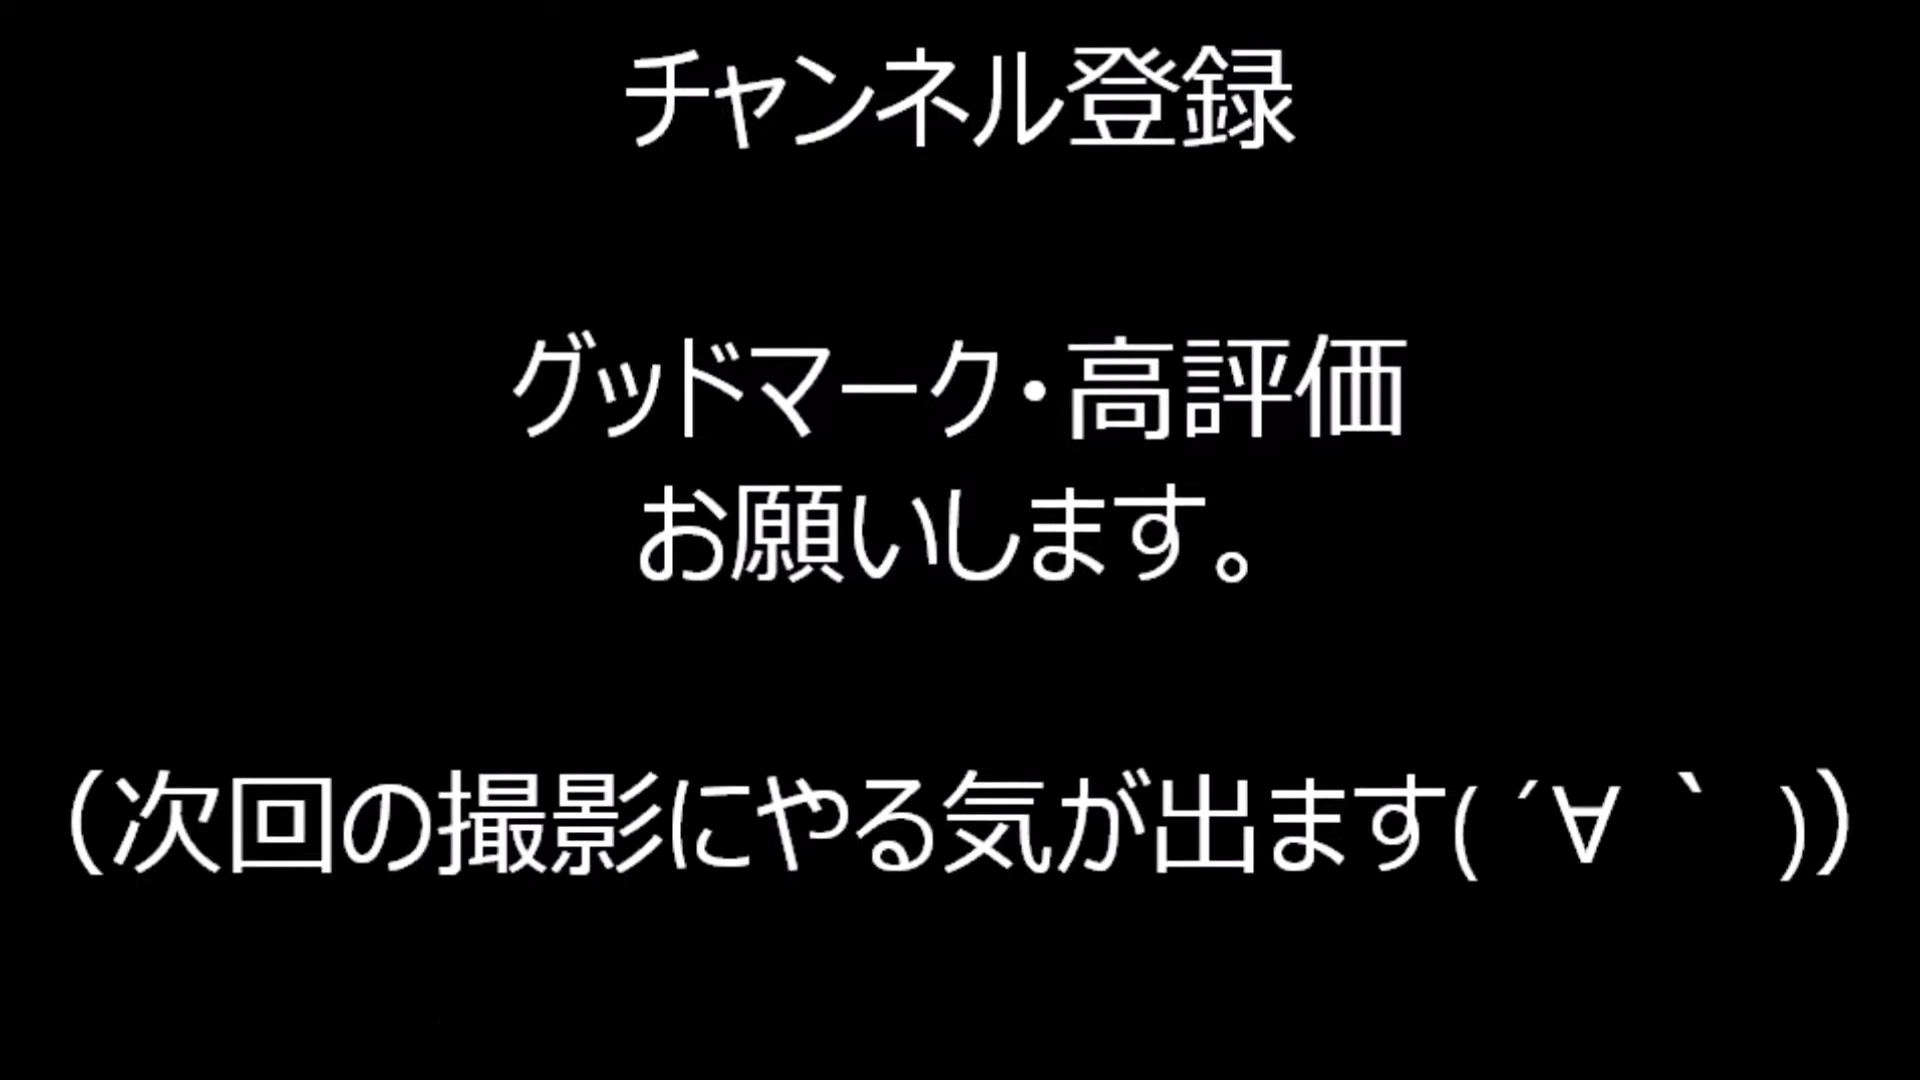 チャンネル登録
グッドマーク・高評価
お願いします。
（次回の撮影にやる気が出ます( ´∀｀ )）